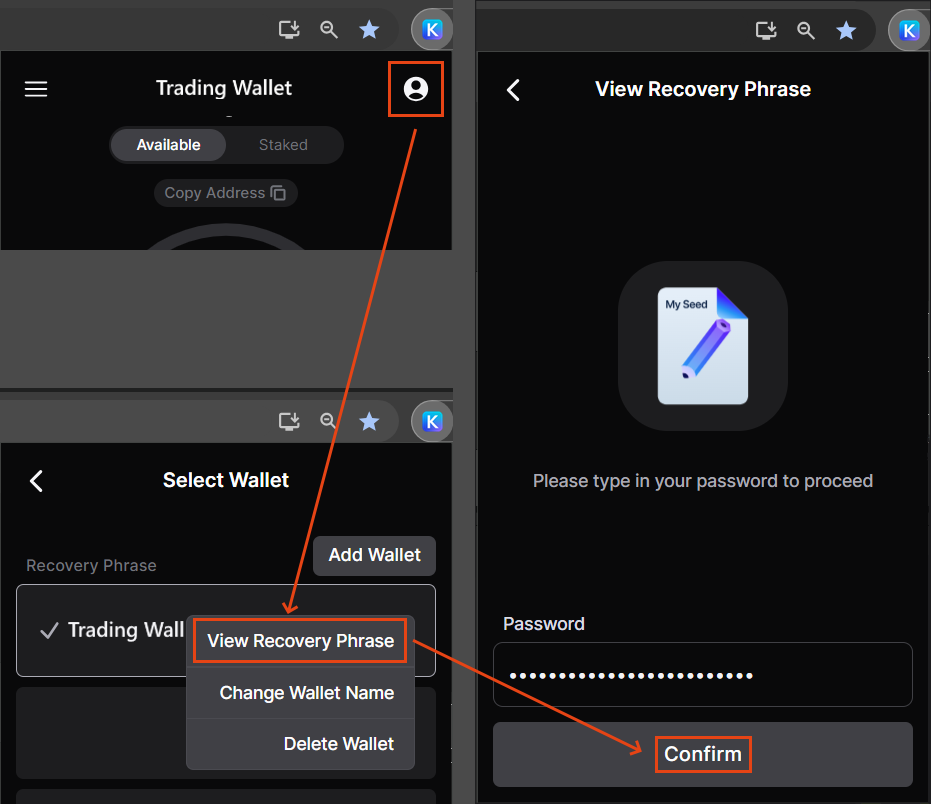 K
Trading Wallet
Available
Staked
Copy Address
K
Select Wallet
Recovery Phrase
Add Wallet
Trading Wall
View Recovery Phrase
Change Wallet Name
Delete Wallet
K
View Recovery Phrase
My Seed
Please type in your password to proceed
Password
Confirm